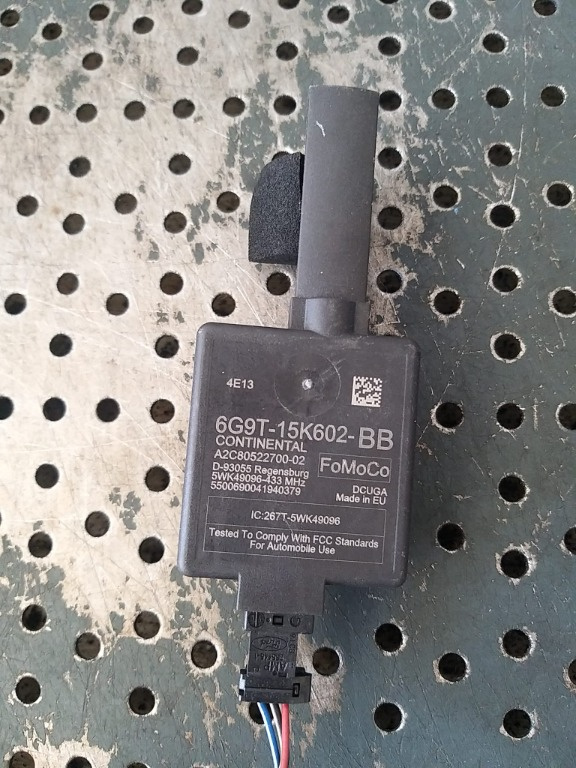 4E13
6G9T-15K602-BB
CONTINENTAL
A2C80522700-02
FoMoCo
D-93055 Regensburg
5WK49096-433 MHz
5500690041940379
DCUGA
Made in EU
IC:267T-5WK49096
Tested To Comply With FCC Standards
For Automobile Use